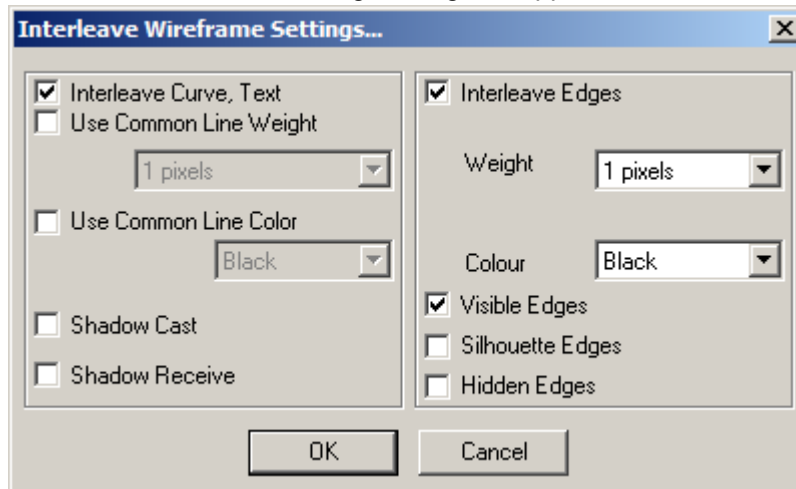 Interleave Wireframe Settings...
Interleave Curve, Text
Use Common Line Weight
1 pixels
Use Common Line Color
Black
Shadow Cast
Shadow Receive
Interleave Edges
Weight
1 pixels
Colour
Black
Visible Edges
Silhouette Edges
Hidden Edges
OK
Cancel